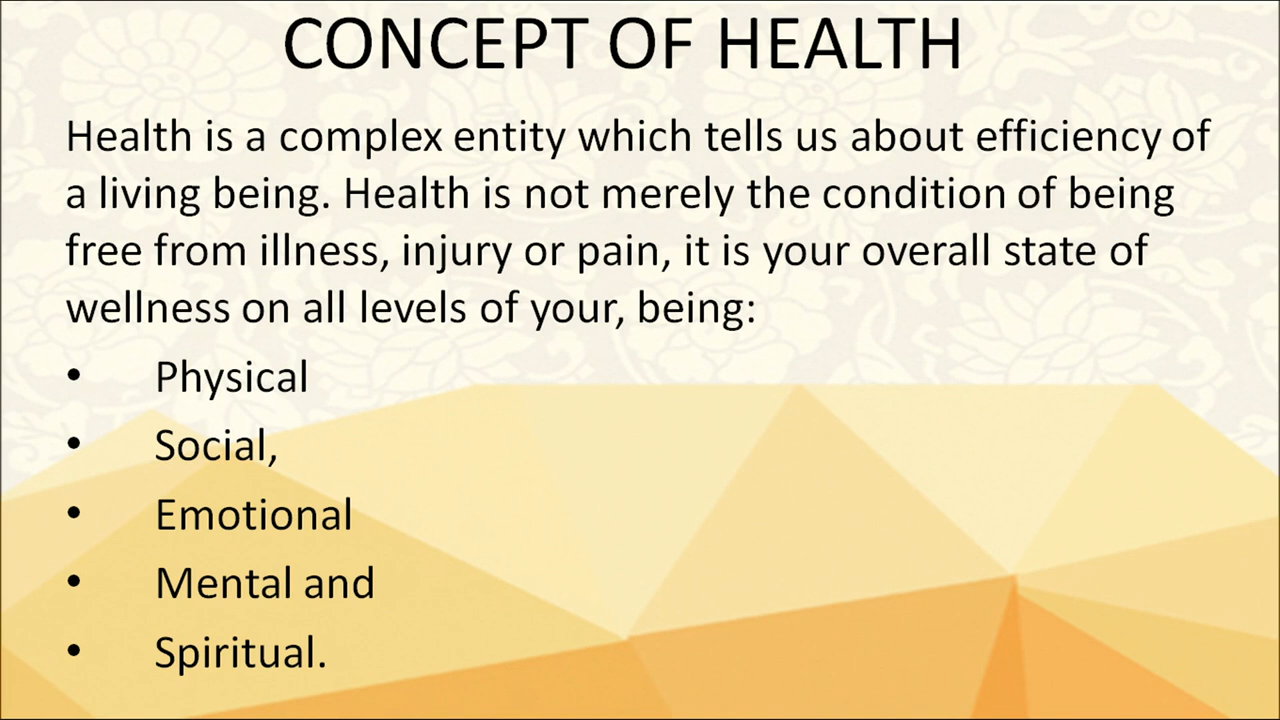 CONCEPT OF HEALTH
Health is a complex entity which tells us about efficiency of
a living being. Health is not merely the condition of being
free from illness, injury or pain, it is your overall state of
wellness on all levels of your, being:
• Physical
• Social,
• Emotional
• Mental and
• Spiritual.